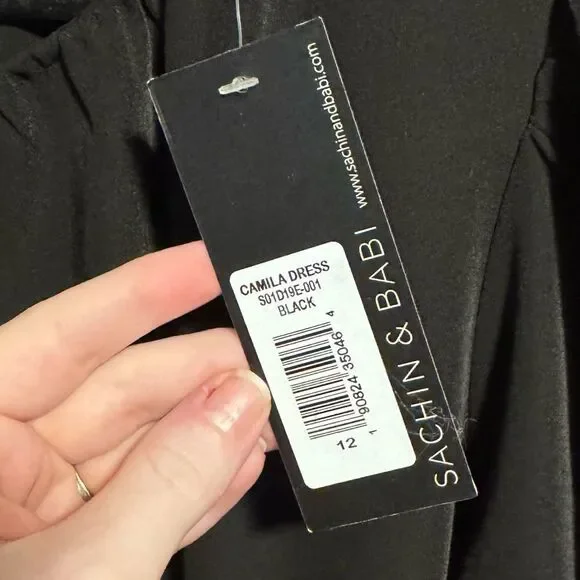 www.sachinandbabi.com
SACHIN & BABI
CAMILA DRESS
S01D19E-001
BLACK
1 90824 35046 4
12